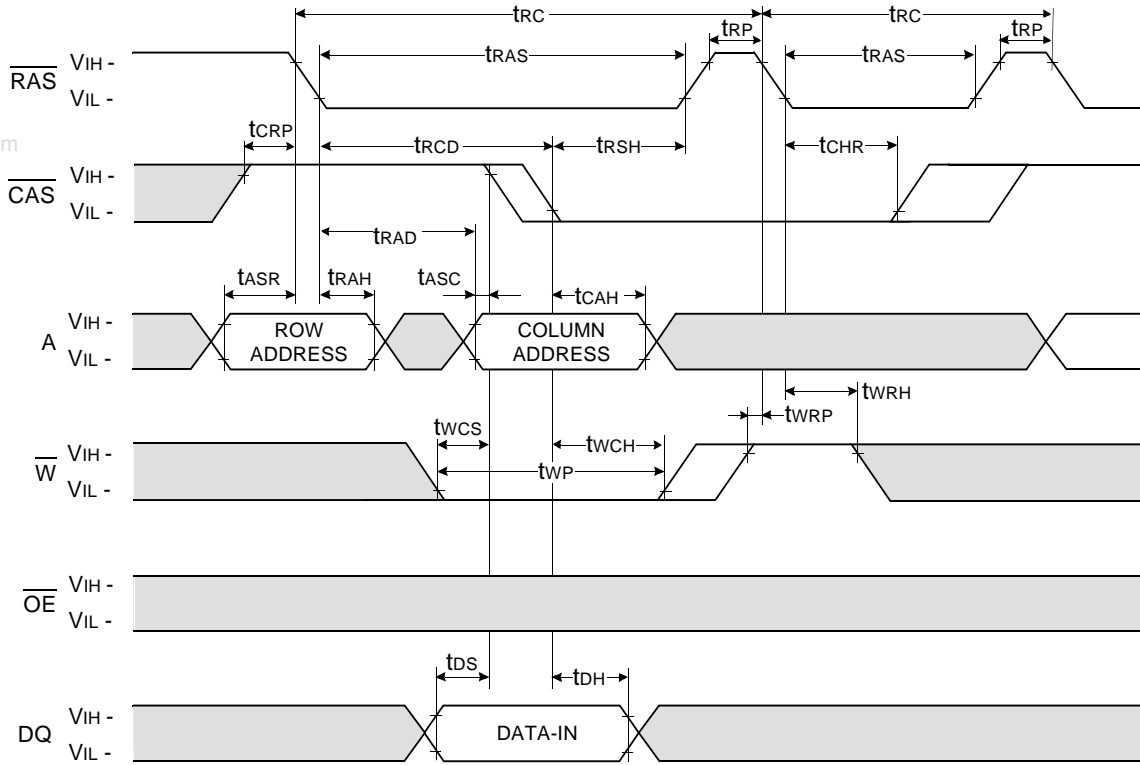 tRC tRC
tRP tRP
tRAS tRAS
RAS VIH -
VIL -
m
tCRP tRCD tRSH tCHR
CAS VIH -
VIL -
tRAD
tASR tRAH tASC tCAH
A VIH -
VIL -
ROW
ADDRESS
COLUMN
ADDRESS
tWRH
tWRP
tWCS tWCH
tWP
W VIH -
VIL -
OE VIH -
VIL -
tDS tDH
DQ VIH -
VIL -
DATA-IN